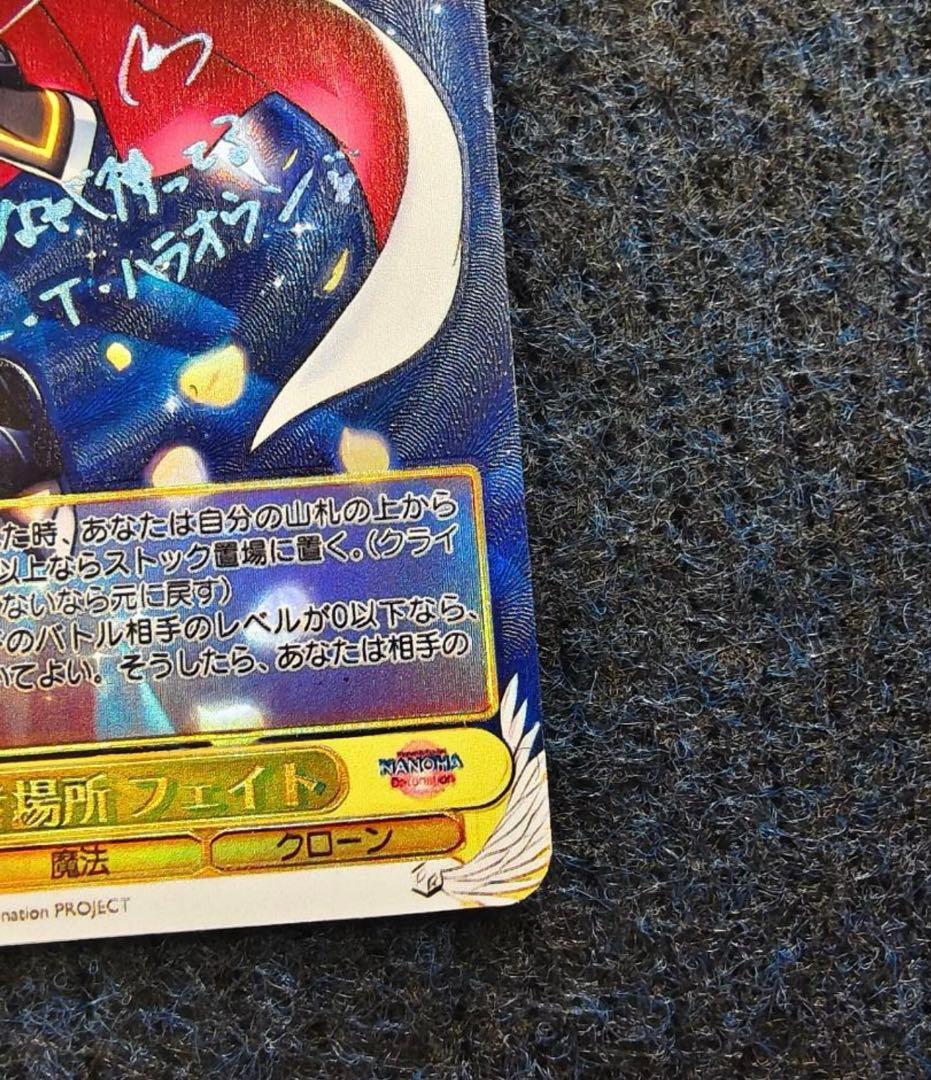 待ってる
・T・ハラオウン
た時、あなたは自分の山札の上から
以上ならストック置場に置く。(クライ
ないなら元に戻す)
のバトル相手のレベルが0以下なら、
いてよい。そうしたら、あなたは相手の
場所 フェイト
NANOHA
Detonation
魔法
クローン
nation PROJECT